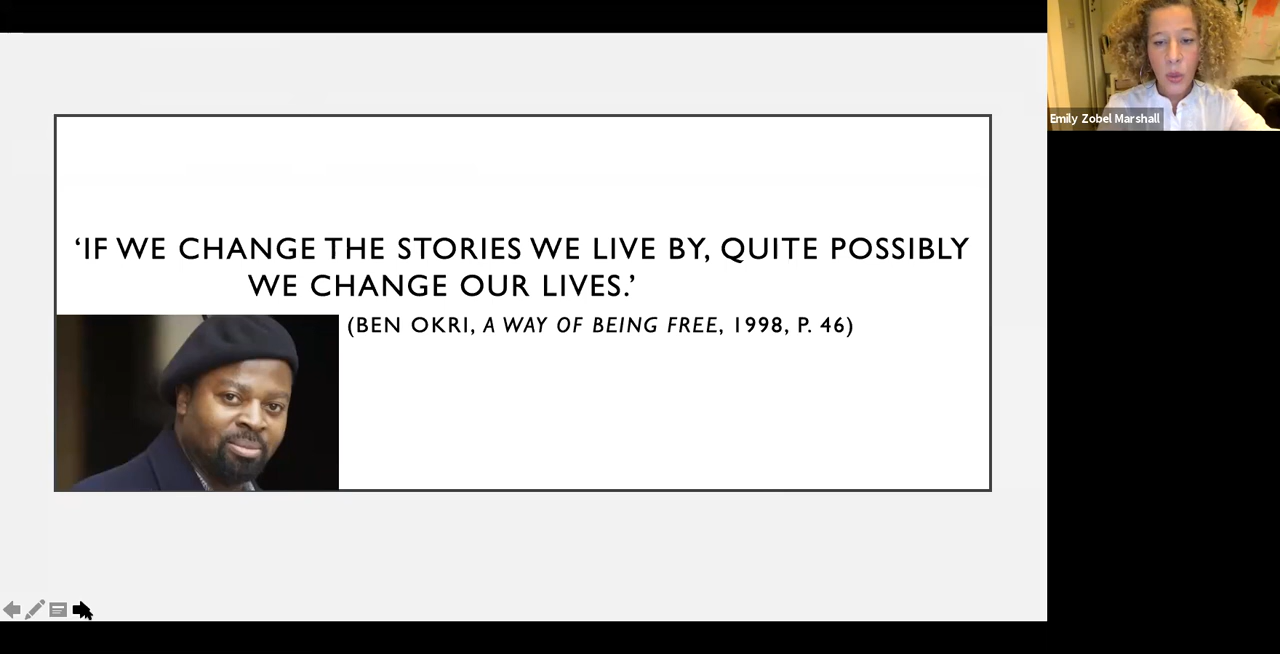 ‘IF WE CHANGE THE STORIES WE LIVE BY, QUITE POSSIBLY
WE CHANGE OUR LIVES.’
(BEN OKRI, A WAY OF BEING FREE, 1998, P. 46)
Emily Zobel Marshall